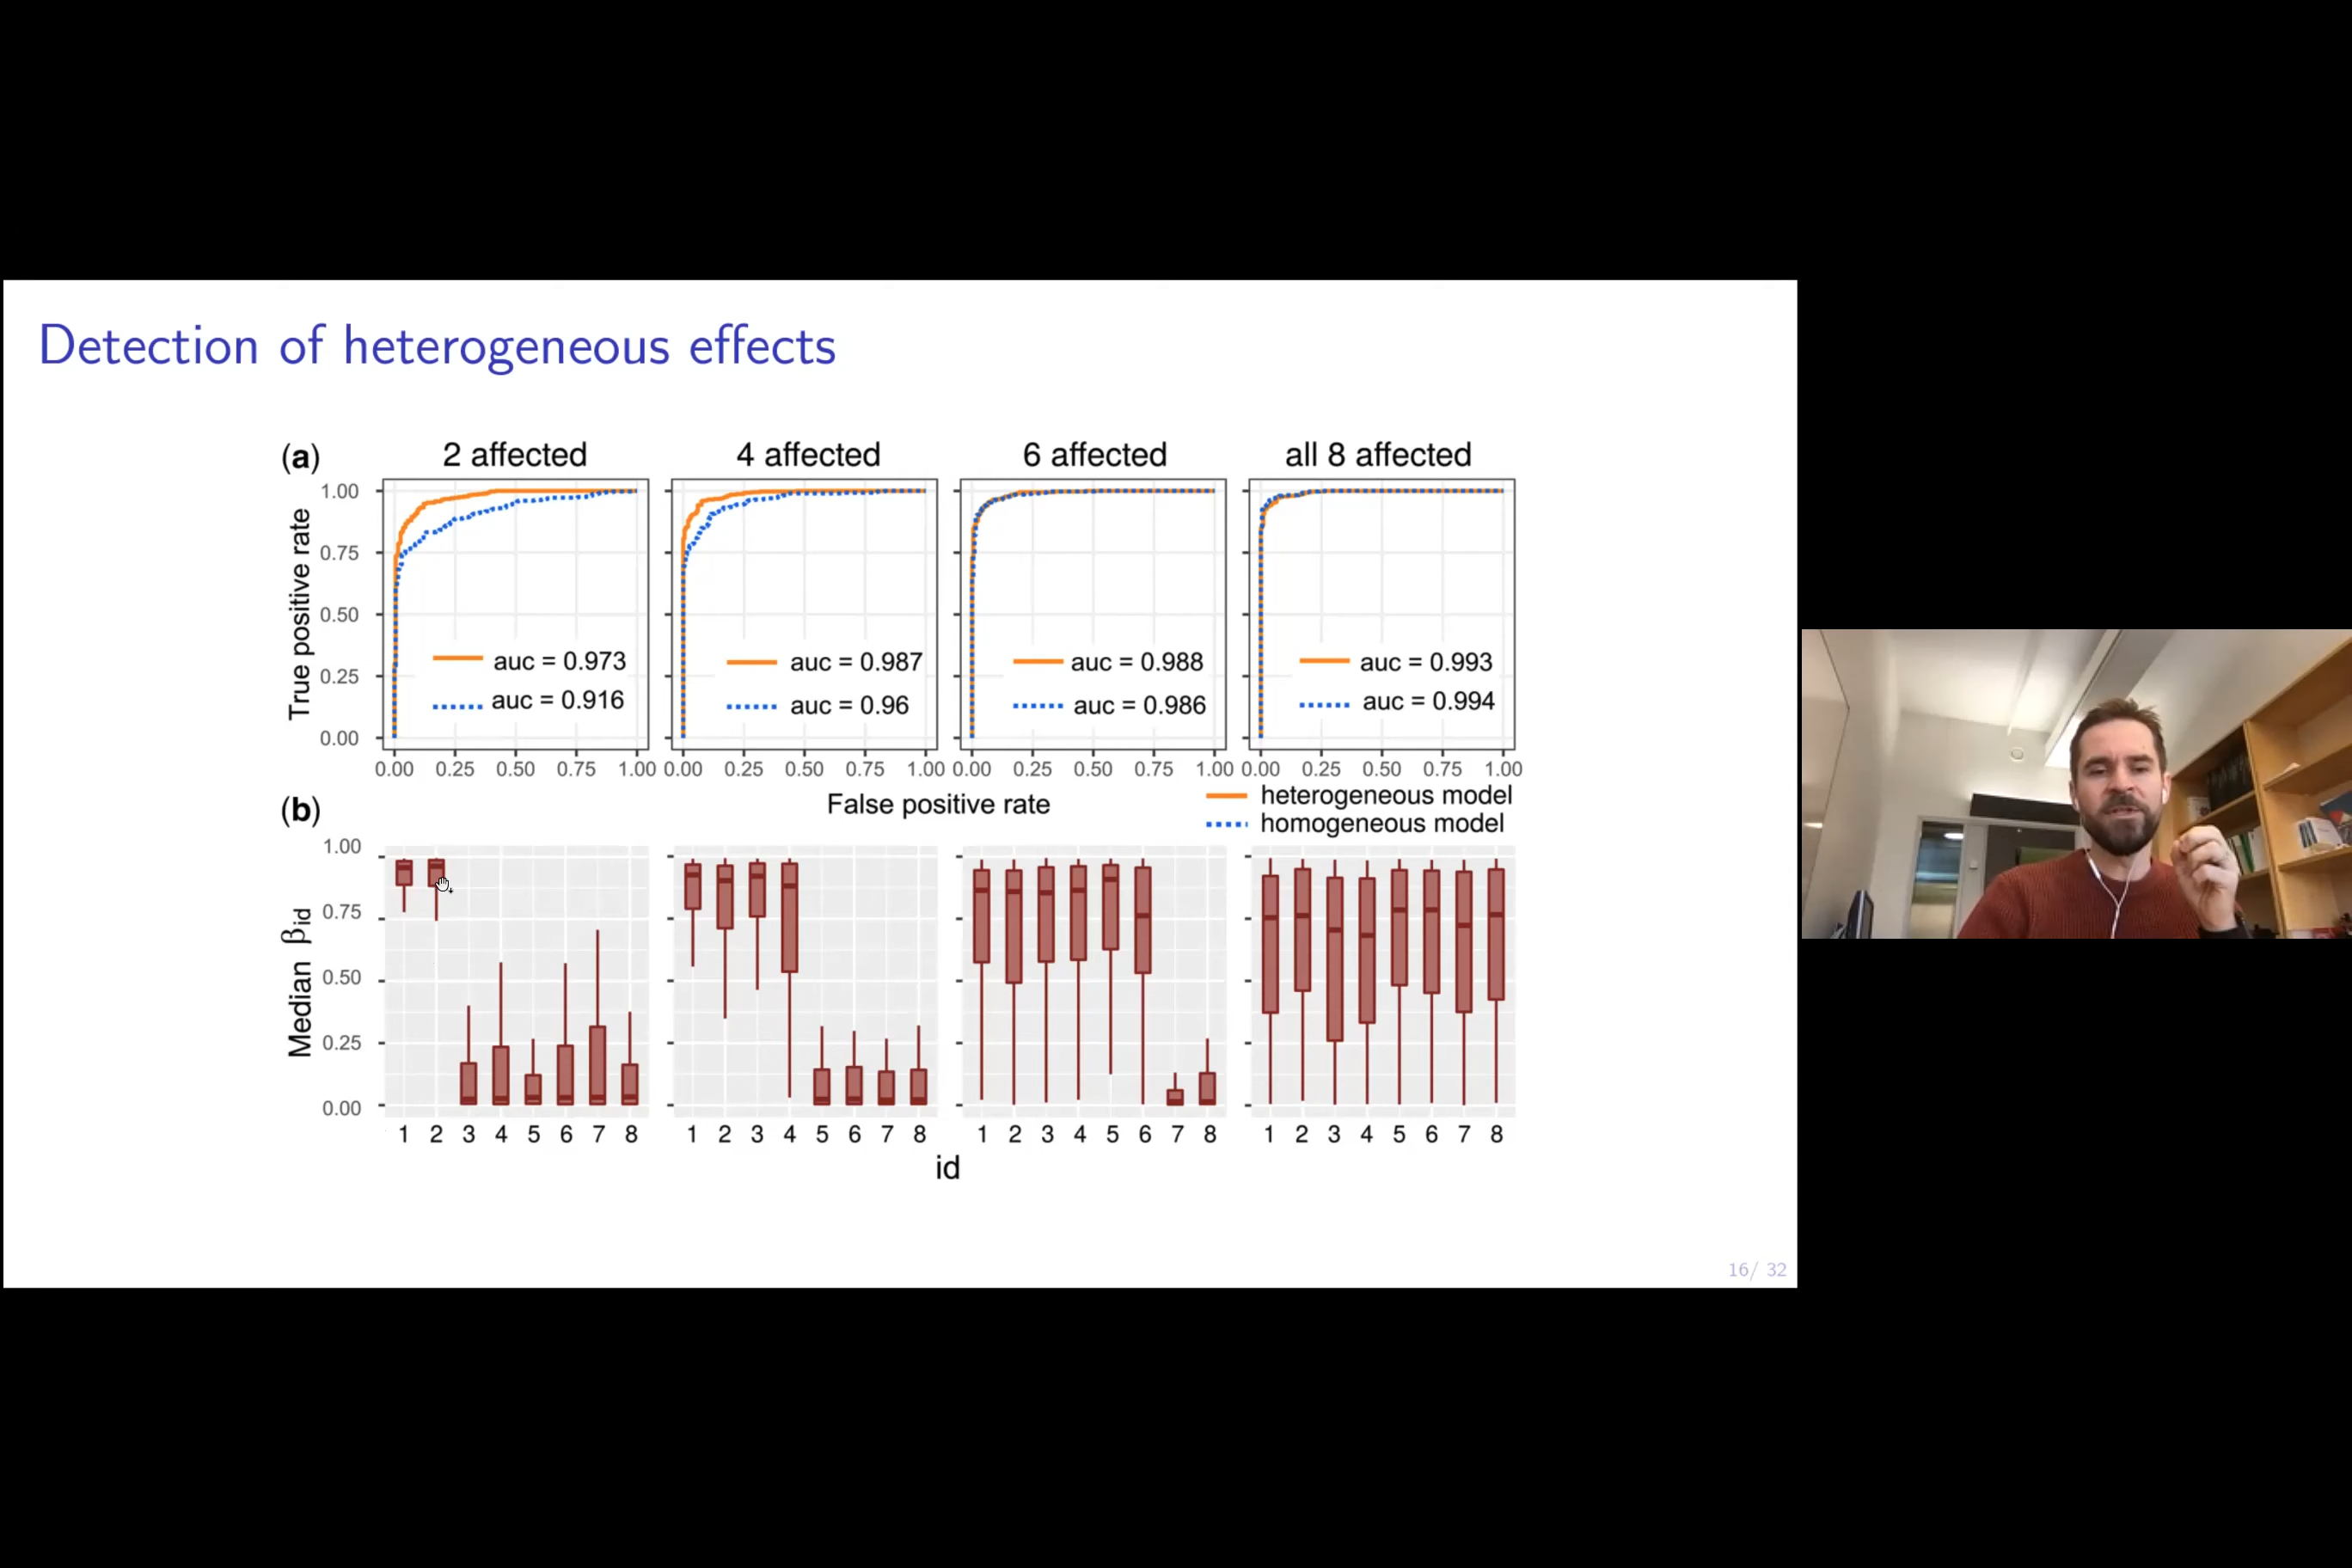 Detection of heterogeneous effects
(a) 2 affected 4 affected 6 affected all 8 affected
True positive rate
1.00
0.75
0.50
0.25
0.00
auc = 0.973 auc = 0.987 auc = 0.988 auc = 0.993
auc = 0.916 auc = 0.96 auc = 0.986 auc = 0.994
0.00 0.25 0.50 0.75 1.00 0.00 0.25 0.50 0.75 1.00 0.00 0.25 0.50 0.75 1.00 0.00 0.25 0.50 0.75 1.00
False positive rate
heterogeneous model
homogeneous model
(b)
Median βid
1.00
0.75
0.50
0.25
0.00
1 2 3 4 5 6 7 8 1 2 3 4 5 6 7 8 1 2 3 4 5 6 7 8 1 2 3 4 5 6 7 8
id
16/ 32